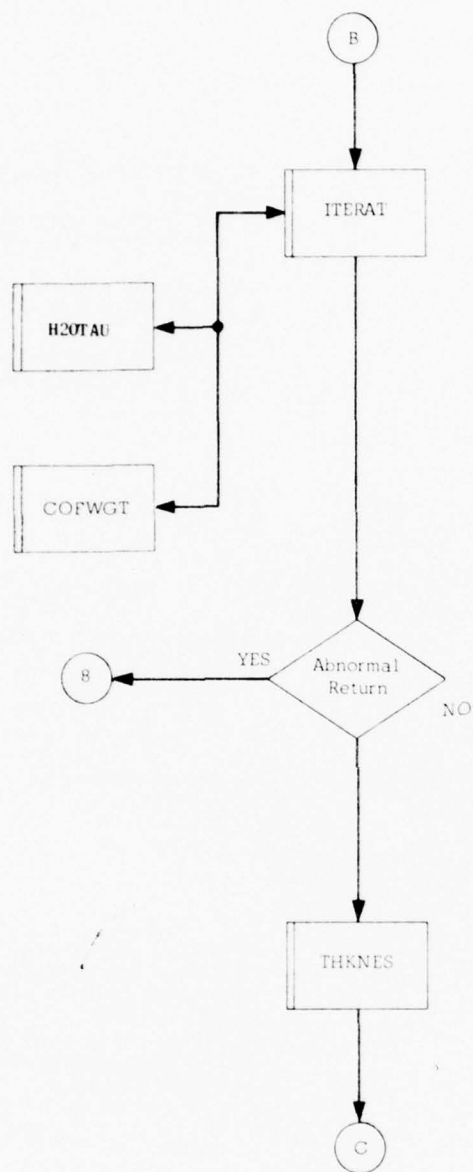 B
ITERAT
H2OTAU
COFWGT
YES
Abnormal
Return
NO
8
THKNES
C